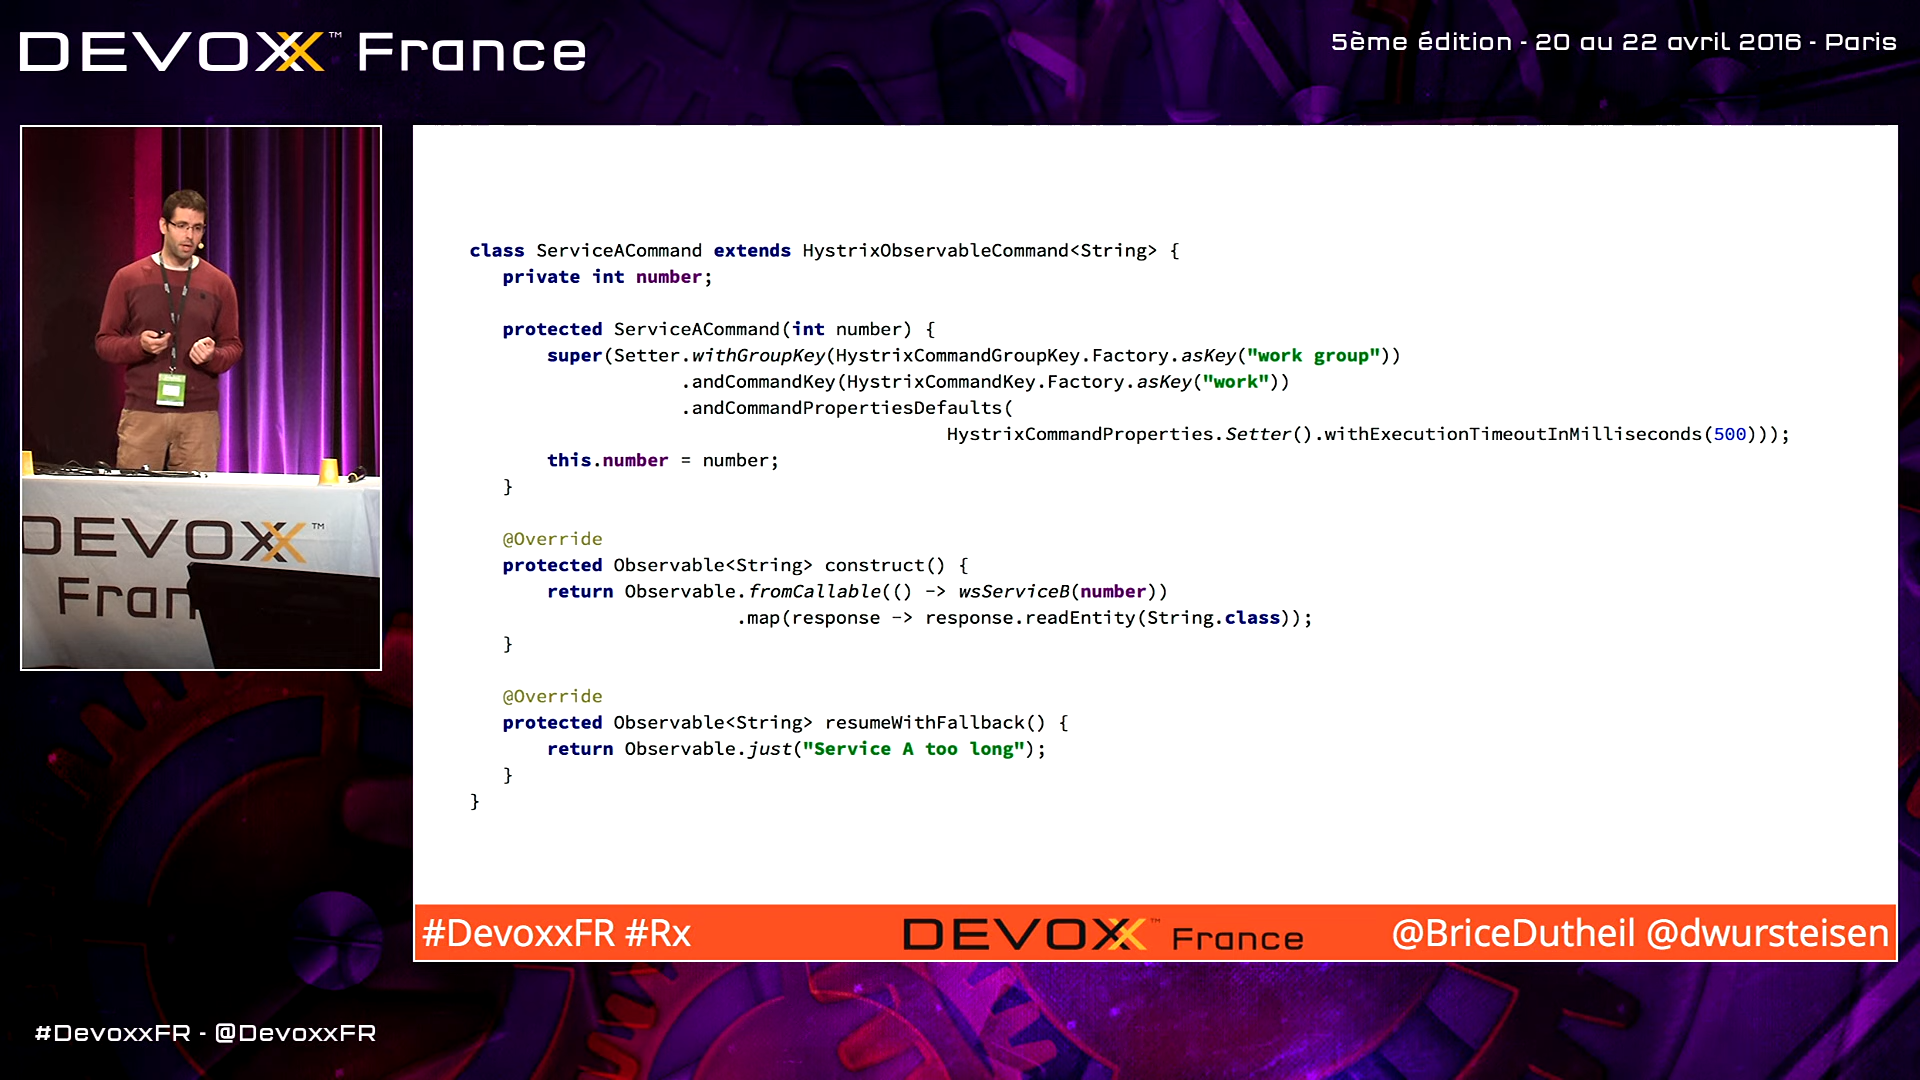 DEVOXX™ France
5ème édition - 20 au 22 avril 2016 - Paris
DEVOXX™
Fran
class ServiceACommand extends HystrixObservableCommand<String> {
private int number;
protected ServiceACommand(int number) {
super(Setter.withGroupKey(HystrixCommandGroupKey.Factory.asKey("work group"))
.andCommandKey(HystrixCommandKey.Factory.asKey("work"))
.andCommandPropertiesDefaults(
HystrixCommandProperties.Setter().withExecutionTimeoutInMilliseconds(500)));
this.number = number;
}
@Override
protected Observable<String> construct() {
return Observable.fromCallable(() -> wsServiceB(number))
.map(response -> response.readEntity(String.class));
}
@Override
protected Observable<String> resumeWithFallback() {
return Observable.just("Service A too long");
}
}
#DevoxxFR #Rx
DEVOXX™ France
@BriceDutheil @dwursteisen
#DevoxxFR - @DevoxxFR